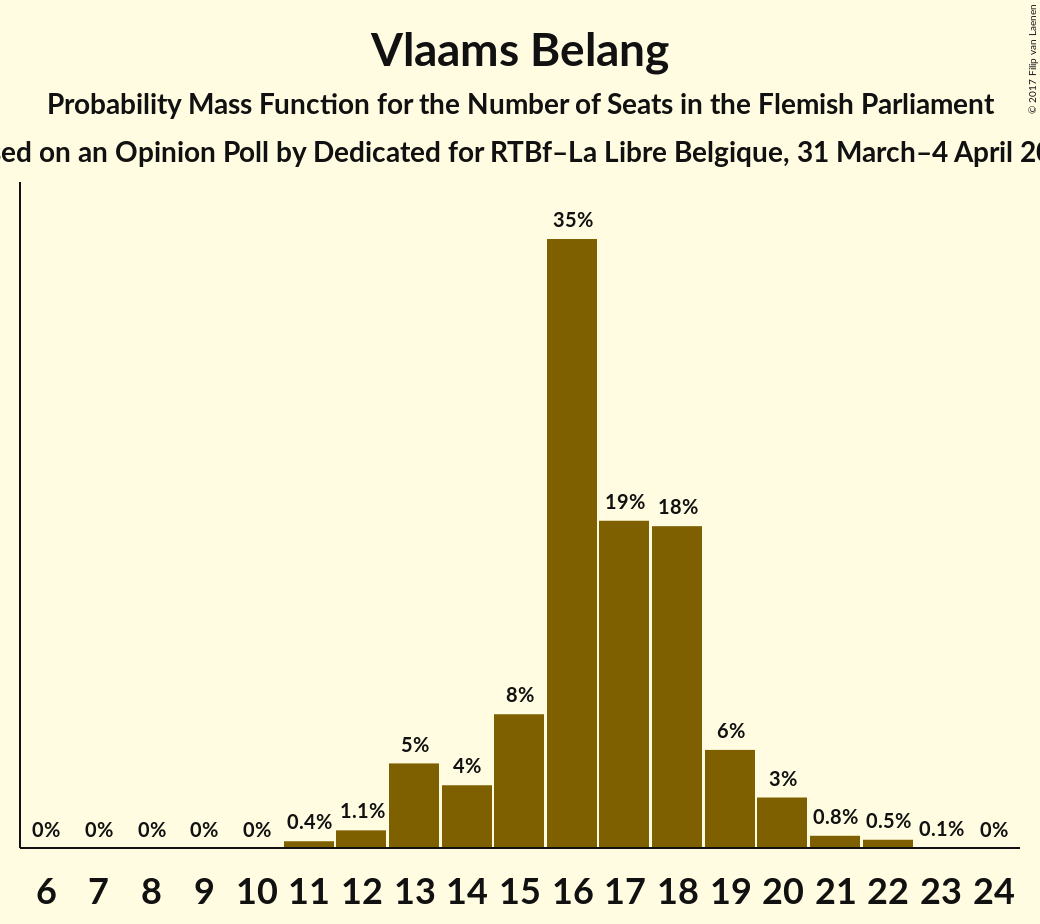 Vlaams Belang
Probability Mass Function for the Number of Seats in the Flemish Parliament
on an Opinion Poll by Dedicated for RTBf–La Libre Belgique, 31 March–4 April
© 2017 Filip van Laenen
35%
19%
18%
8%
6%
5%
4%
3%
1.1%
0.8%
0.5%
0.4%
0.1%
0% 0% 0% 0% 0% 0%
6 7 8 9 10 11 12 13 14 15 16 17 18 19 20 21 22 23 24